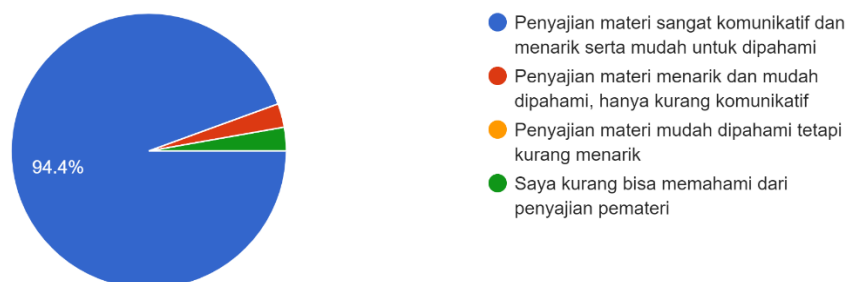 94.4%
Penyajian materi sangat komunikatif dan
menarik serta mudah untuk dipahami
Penyajian materi menarik dan mudah
dipahami, hanya kurang komunikatif
Penyajian materi mudah dipahami tetapi
kurang menarik
Saya kurang bisa memahami dari
penyajian pemateri